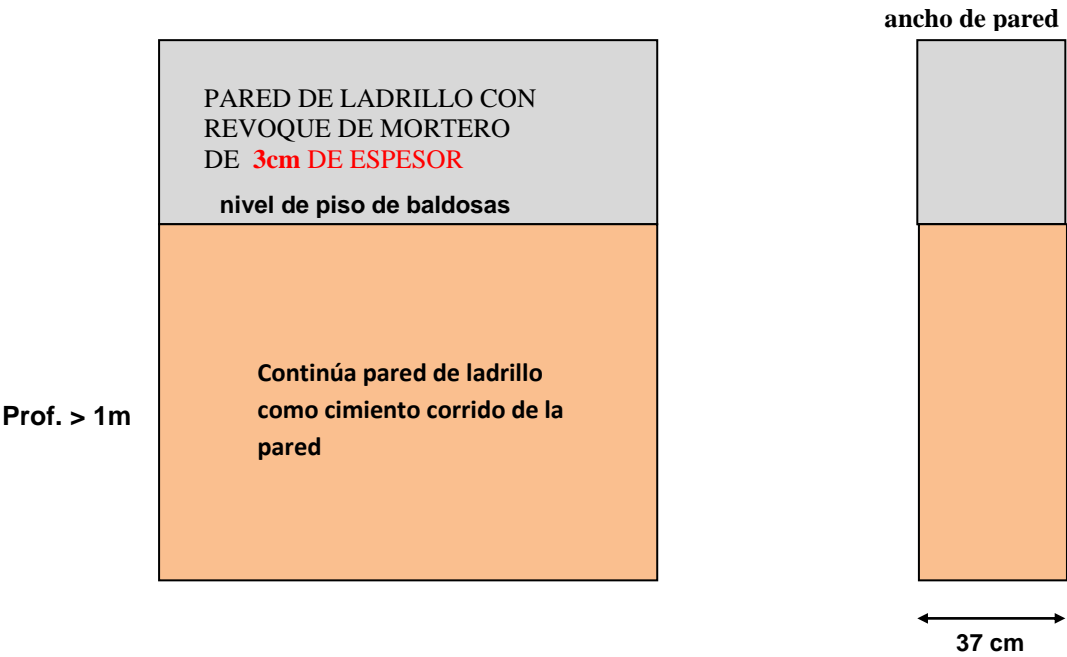 ancho de pared
PARED DE LADRILLO CON
REVOQUE DE MORTERO
DE 3cm DE ESPESOR
nivel de piso de baldosas
Continúa pared de ladrillo
como cimiento corrido de la
pared
Prof. > 1m
37 cm